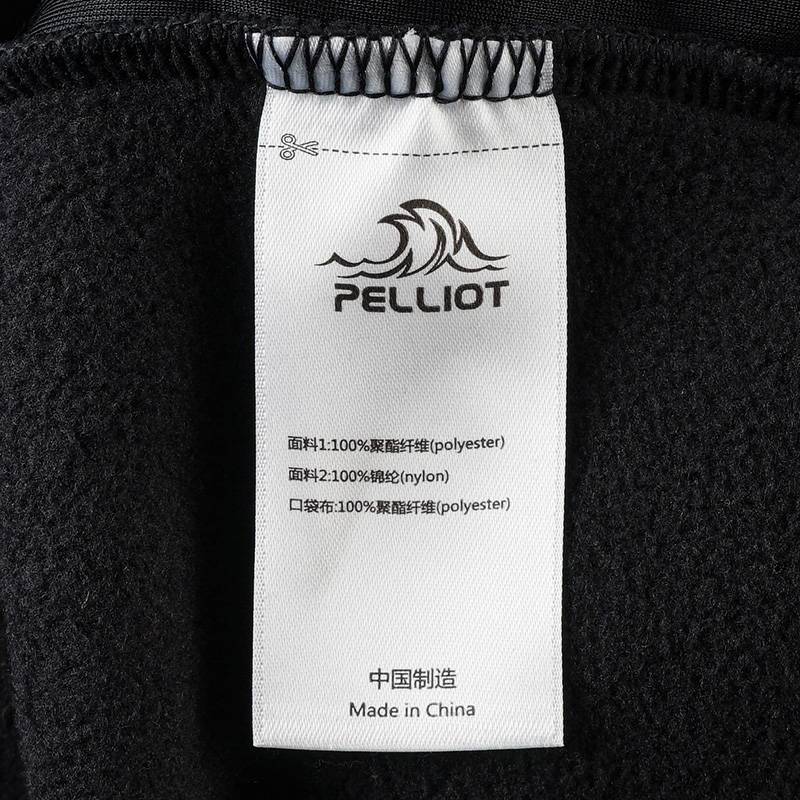 PELLIOT
面料1:100%聚酯纤维(polyester)
面料2:100%锦纶(nylon)
口袋布:100%聚酯纤维(polyester)
中国制造
Made in China